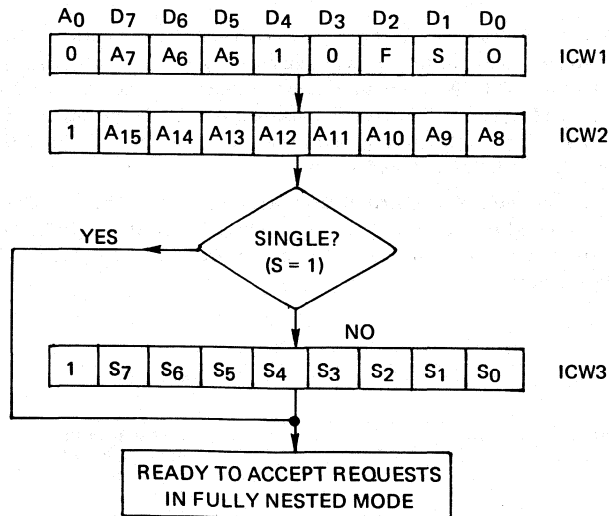 A0 D7 D6 D5 D4 D3 D2 D1 D0
0 A7 A6 A5 1 0 F S O ICW1
1 A15 A14 A13 A12 A11 A10 A9 A8 ICW2
YES
SINGLE?
(S = 1)
NO
1 S7 S6 S5 S4 S3 S2 S1 S0 ICW3
READY TO ACCEPT REQUESTS
IN FULLY NESTED MODE